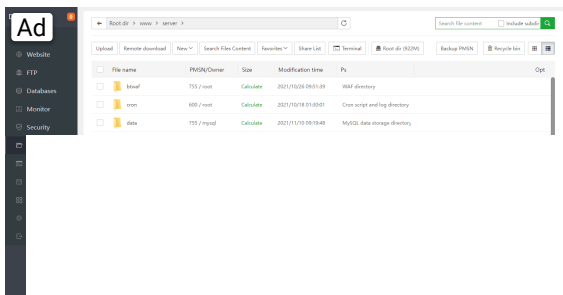 Ad
← Root dir > www > server >
Search file content Include subdir
Upload Remote download New Search Files Content Favorites Share List Terminal Root dir (932M) Backup PMSN Recycle bin
Website
FTP
Databases
Monitor
Security
File name PMSN/Owner Size Modification time Ps Opt
btwaf 755 / root Calculate 2021/10/26 09:51:39 WAF directory
cron 600 / root Calculate 2021/10/18 01:30:01 Cron script and log directory
data 755 / mysql Calculate 2021/11/10 09:19:48 MySQL data storage directory